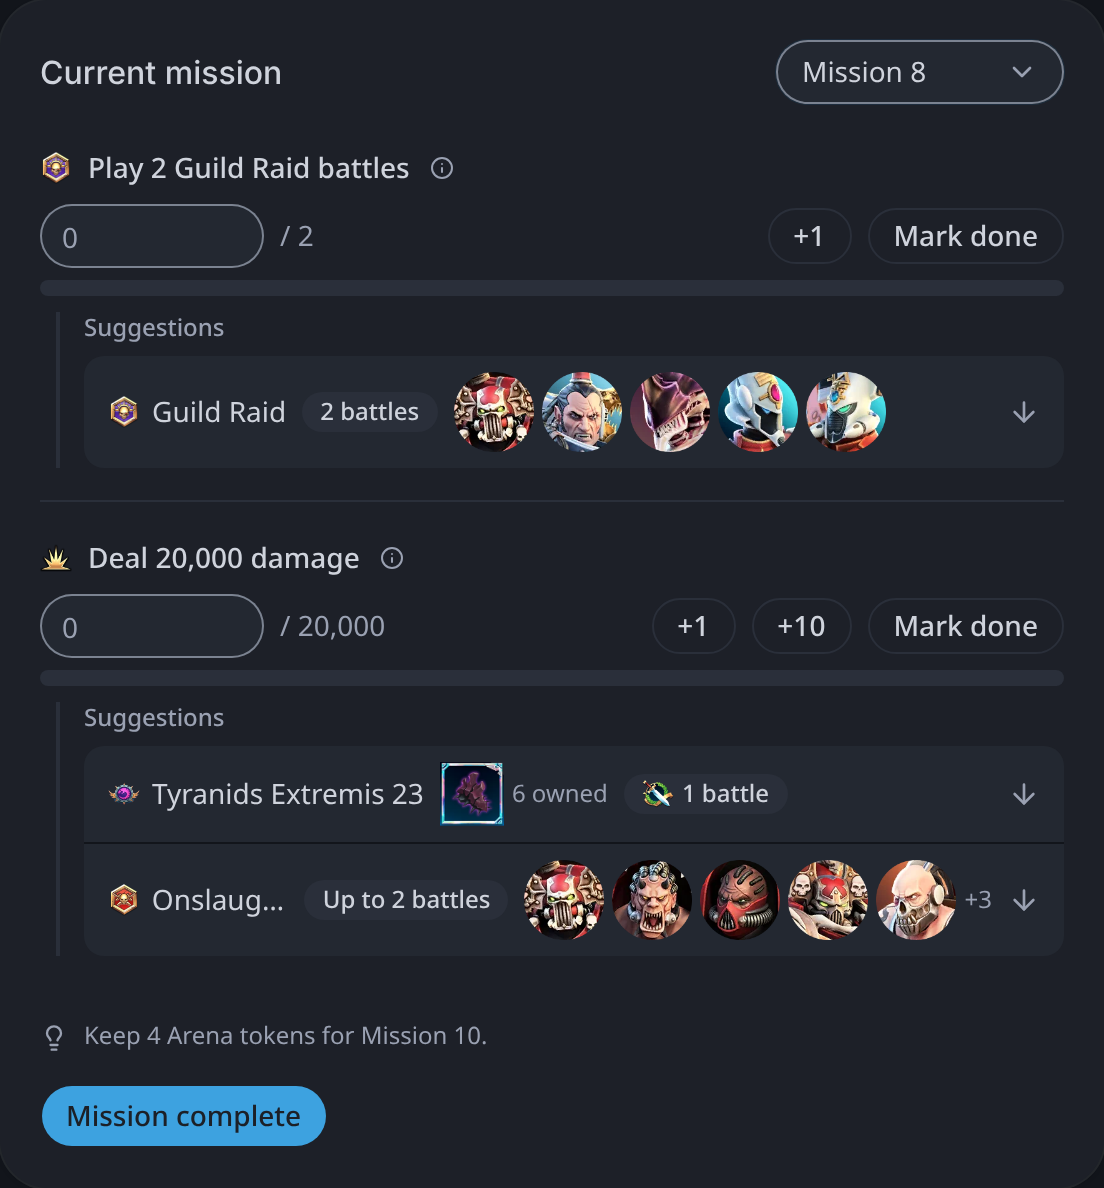 Current mission
Mission 8
Play 2 Guild Raid battles
0 / 2
+1
Mark done
Suggestions
Guild Raid
2 battles
Deal 20,000 damage
0 / 20,000
+1
+10
Mark done
Suggestions
Tyranids Extremis 23
6 owned
1 battle
Onslaug...
Up to 2 battles
+3
Keep 4 Arena tokens for Mission 10.
Mission complete